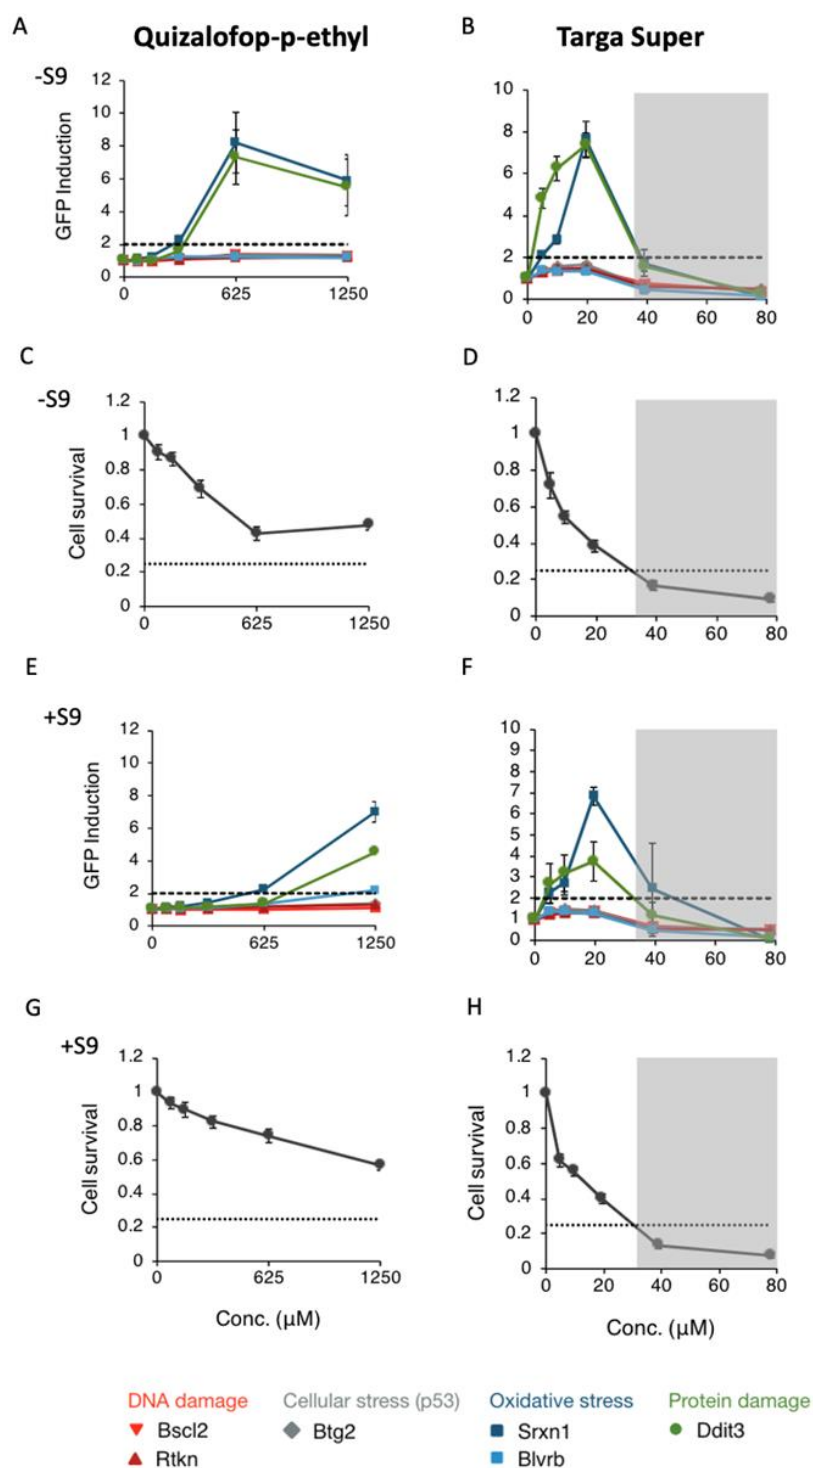 A
Quizalofop-p-ethyl
B
Targa Super
-S9
GFP Induction
12
10
8
6
4
2
0
0
625
1250
10
8
6
4
2
0
0
20
40
60
80
C
-S9
Cell survival
1.2
1
0.8
0.6
0.4
0.2
0
0
625
1250
D
1.2
1
0.8
0.6
0.4
0.2
0
0
20
40
60
80
E
+S9
GFP Induction
12
10
8
6
4
2
0
0
625
1250
F
10
9
8
7
6
5
4
3
2
1
0
0
20
40
60
80
G
+S9
Cell survival
1.2
1
0.8
0.6
0.4
0.2
0
0
625
1250
Conc. (μM)
H
Cell survival
1.2
1
0.8
0.6
0.4
0.2
0
0
20
40
60
80
Conc. (μM)
DNA damage
Cellular stress (p53)
Oxidative stress
Protein damage
Bscl2
Btg2
Srxn1
Ddit3
Rtkn
Blvrb